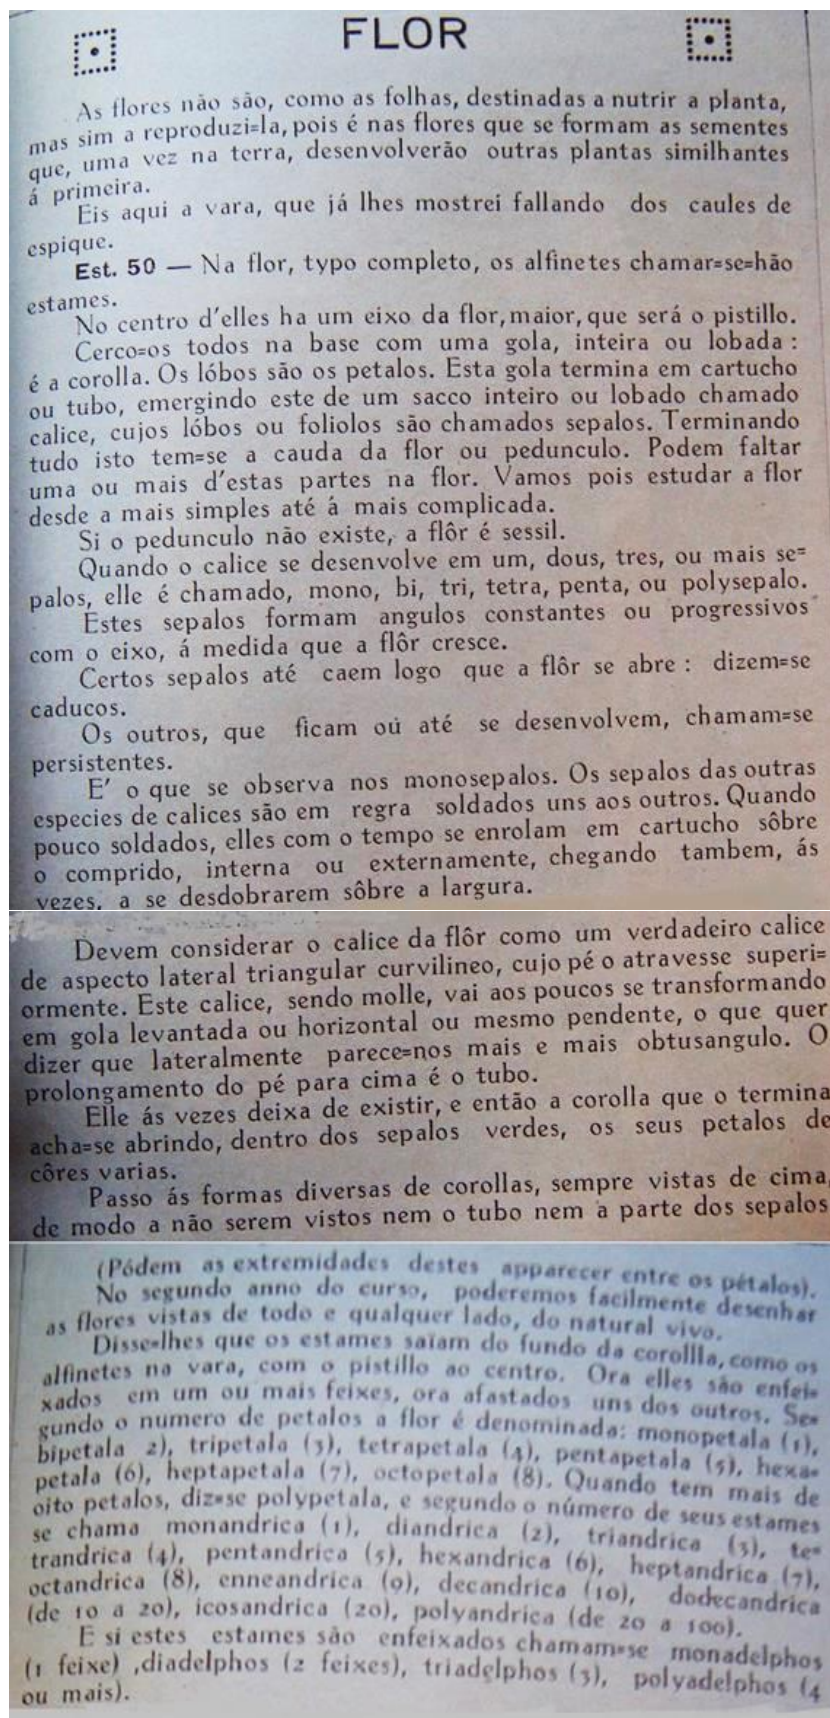 FLOR
As flores não são, como as folhas, destinadas a nutrir a planta,
mas sim a reproduzi=la, pois é nas flores que se formam as sementes
que, uma vez na terra, desenvolverão outras plantas similhantes
á primeira.
Eis aqui a vara, que já lhes mostrei fallando dos caules de
espique.
Est. 50 — Na flor, typo completo, os alfinetes chamar=se=hão
estames.
No centro d'elles ha um eixo da flor, maior, que será o pistillo.
Cerco=os todos na base com uma gola, inteira ou lobada :
é a corolla. Os lóbos são os petalos. Esta gola termina em cartucho
ou tubo, emergindo este de um sacco inteiro ou lobado chamado
calice, cujos lóbos ou foliolos são chamados sepalos. Terminando
tudo isto tem=se a cauda da flor ou pedunculo. Podem faltar
uma ou mais d'estas partes na flor. Vamos pois estudar a flor
desde a mais simples até á mais complicada.
Si o pedunculo não existe, a flôr é sessil.
Quando o calice se desenvolve em um, dous, tres, ou mais se=
palos, elle é chamado, mono, bi, tri, tetra, penta, ou polysepalo.
Estes sepalos formam angulos constantes ou progressivos
com o eixo, á medida que a flôr cresce.
Certos sepalos até caem logo que a flôr se abre : dizem=se
caducos.
Os outros, que ficam ou até se desenvolvem, chamam=se
persistentes.
E' o que se observa nos monosepalos. Os sepalos das outras
especies de calices são em regra soldados uns aos outros. Quando
pouco soldados, elles com o tempo se enrolam em cartucho sôbre
o comprido, interna ou externamente, chegando tambem, ás
vezes, a se desdobrarem sôbre a largura.
Devem considerar o calice da flôr como um verdadeiro calice
de aspecto lateral triangular curvilineo, cujo pé o atravesse superi=
ormente. Este calice, sendo molle, vai aos poucos se transformando
em gola levantada ou horizontal ou mesmo pendente, o que quer
dizer que lateralmente parece=nos mais e mais obtusangulo. O
prolongamento do pé para cima é o tubo.
Elle ás vezes deixa de existir, e então a corolla que o termina
acha=se abrindo, dentro dos sepalos verdes, os seus petalos de
côres varias.
Passo ás formas diversas de corollas, sempre vistas de cima,
de modo a não serem vistos nem o tubo nem a parte dos sepalos
(Pódem as extremidades destes apparecer entre os pétalos).
No segundo anno do curso, poderemos facilmente desenhar
as flores vistas de todo e qualquer lado, do natural vivo.
Disse=lhes que os estames saíam do fundo da corollla, como os
alfinetes na vara, com o pistillo ao centro. Ora elles são enfei=
xados em um ou mais feixes, ora afastados uns dos outros. Se=
gundo o numero de petalos a flor é denominada: monopetala (1),
bipetala 2), tripetala (3), tetrapetala (4), pentapetala (5), hexa=
petala (6), heptapetala (7), octopetala (8). Quando tem mais de
oito petalos, diz=se polypetala, e segundo o número de seus estames
se chama monandrica (1), diandrica (2), triandrica (3), te=
trandrica (4), pentandrica (5), hexandrica (6), heptandrica (7),
octandrica (8), enneandrica (9), decandrica (10), dodecandrica
(de 10 a 20), icosandrica (20), polyandrica (de 20 a 100).
E si estes estames são enfeixados chamam=se monadelphos
(1 feixe) ,diadelphos (2 feixes), triadelphos (3), polyadelphos (4
ou mais).